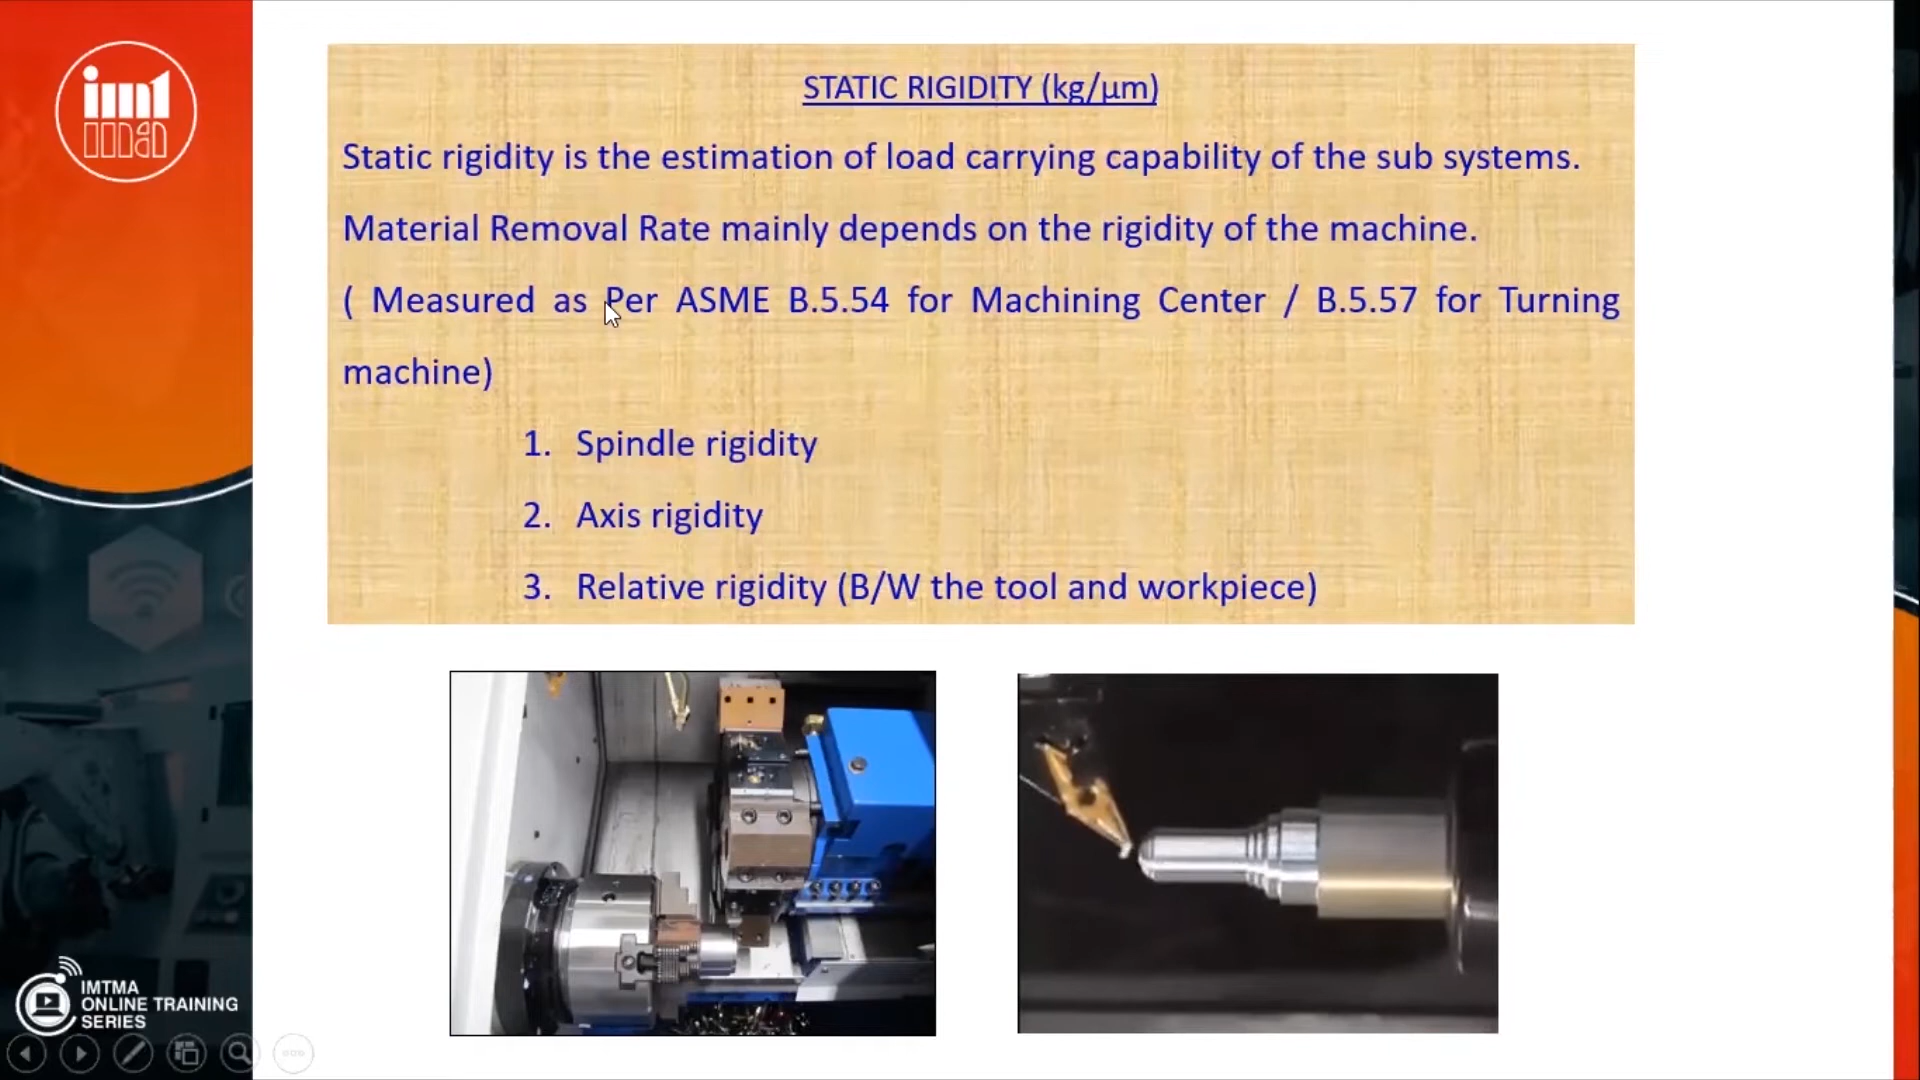 STATIC RIGIDITY (kg/µm)
Static rigidity is the estimation of load carrying capability of the sub systems.
Material Removal Rate mainly depends on the rigidity of the machine.
( Measured as Per ASME B.5.54 for Machining Center / B.5.57 for Turning
machine)
1. Spindle rigidity
2. Axis rigidity
3. Relative rigidity (B/W the tool and workpiece)
IMTMA
ONLINE TRAINING
SERIES